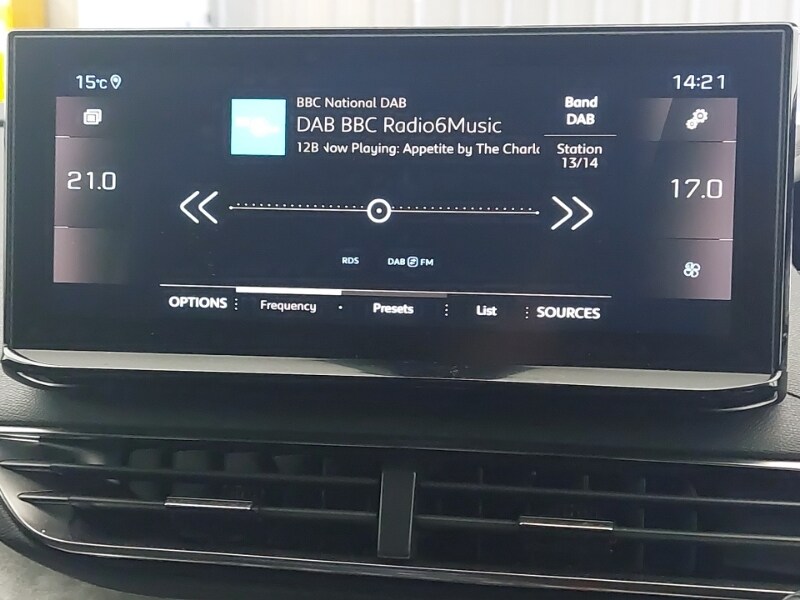 15°C
14:21
BBC National DAB
DAB BBC Radio6Music
12B Now Playing: Appetite by The Charl
Band
DAB
Station
13/14
21.0
17.0
RDS
DAB FM
OPTIONS
Frequency
Presets
List
SOURCES